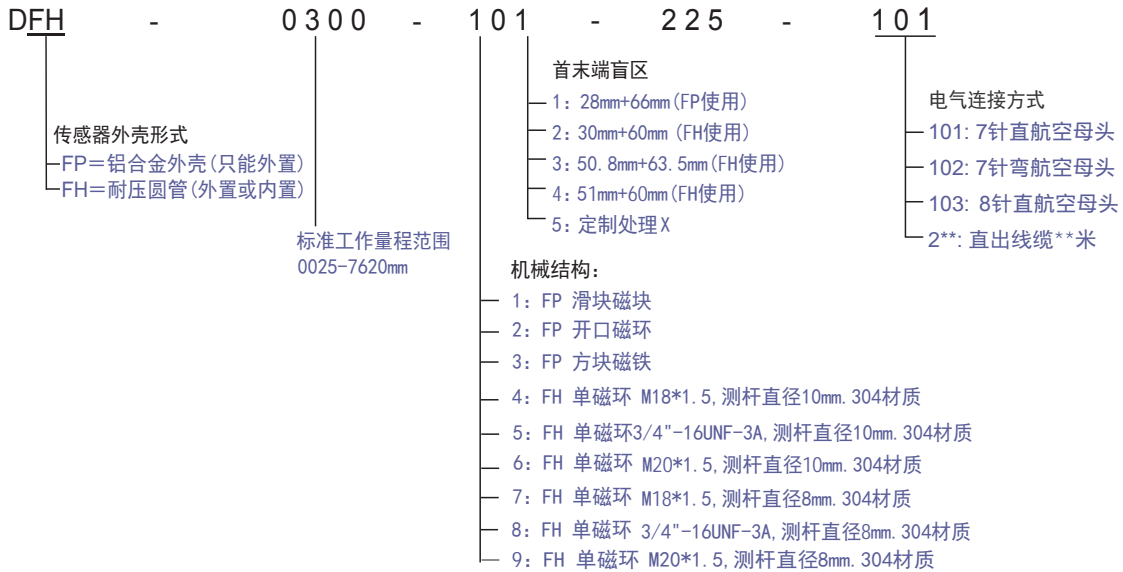 DFH - 0300 - 101 - 225 - 101
首末端盲区
1: 28mm+66mm(FP使用)
2: 30mm+60mm (FH使用)
3: 50.8mm+63.5mm(FH使用)
4: 51mm+60mm(FH使用)
5: 定制处理X
电气连接方式
101: 7针直航空母头
102: 7针弯航空母头
103: 8针直航空母头
2**: 直出线缆**米
传感器外壳形式
FP=铝合金外壳(只能外置)
FH=耐压圆管(外置或内置)
标准工作量程范围
0025-7620mm
机械结构:
1: FP 滑块磁块
2: FP 开口磁环
3: FP 方块磁铁
4: FH 单磁环 M18*1.5,测杆直径10mm.304材质
5: FH 单磁环3/4"-16UNF-3A,测杆直径10mm.304材质
6: FH 单磁环 M20*1.5,测杆直径10mm.304材质
7: FH 单磁环 M18*1.5,测杆直径8mm.304材质
8: FH 单磁环 3/4"-16UNF-3A,测杆直径8mm.304材质
9: FH 单磁环 M20*1.5,测杆直径8mm.304材质